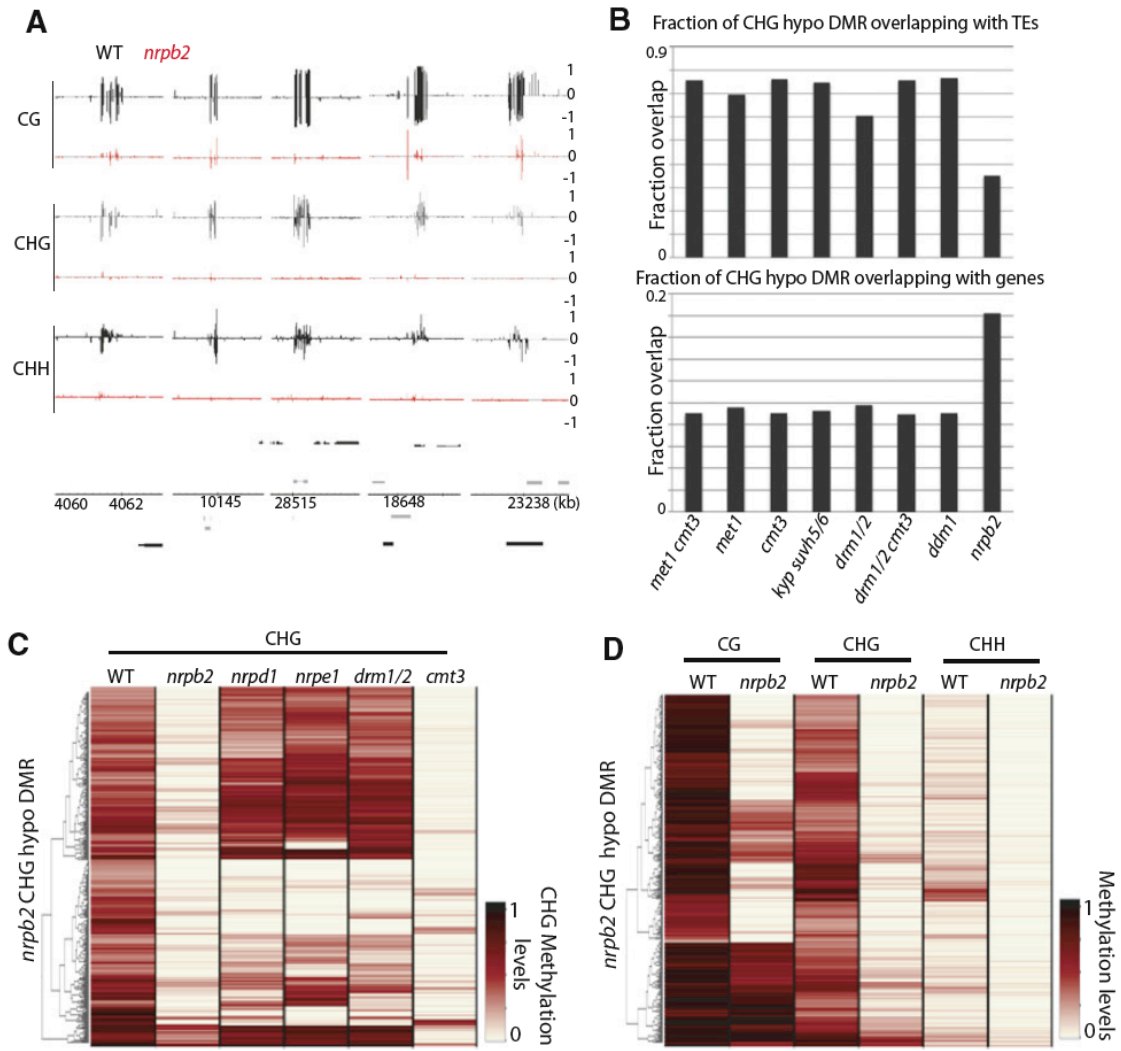 A
WT nrpb2
CG
1
0
-1
1
0
-1
CHG
1
0
-1
1
0
-1
CHH
1
0
-1
1
0
-1
4060 4062 10145 28515 18648 23238 (kb)
B
Fraction of CHG hypo DMR overlapping with TEs
0.9
Fraction overlap
0
Fraction of CHG hypo DMR overlapping with genes
0.2
Fraction overlap
0
met1 cmt3
met1
cmt3
kyp suvh5/6
drm1/2
drm1/2 cmt3
ddm1
nrpb2
C
CHG
WT nrpb2 nrpd1 nrpe1 drm1/2 cmt3
nrpb2 CHG hypo DMR
1
0
CHG Methylation
levels
D
CG CHG CHH
WT nrpb2 WT nrpb2 WT nrpb2
nrpb2 CHG hypo DMR
1
0
Methylation levels